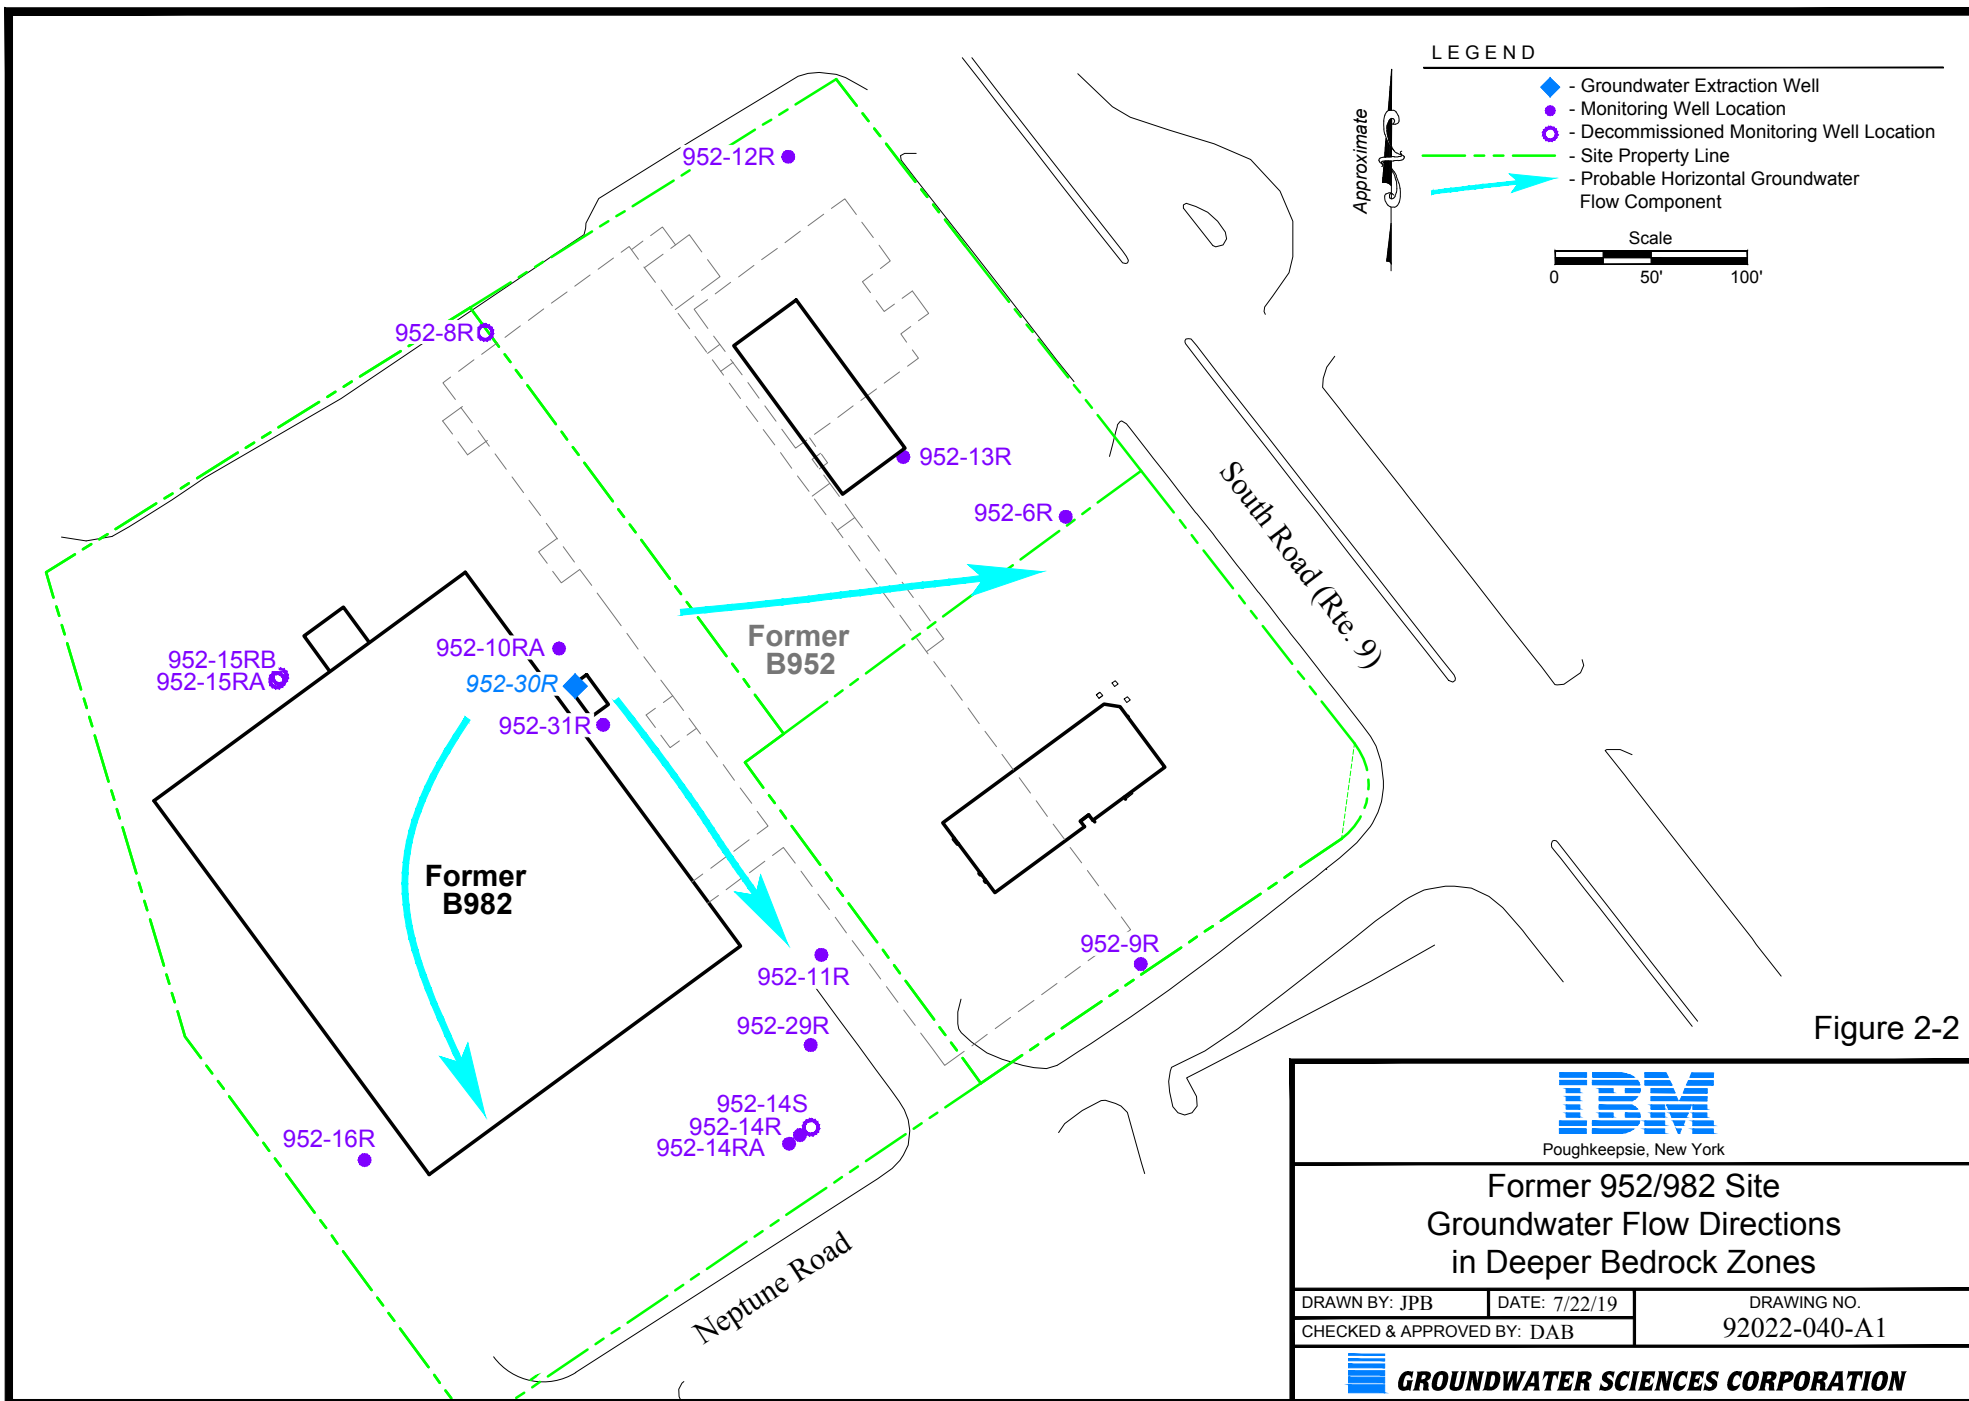 LEGEND
- Groundwater Extraction Well
- Monitoring Well Location
- Decommissioned Monitoring Well Location
- Site Property Line
- Probable Horizontal Groundwater
Flow Component
Approximate
Scale
0 50' 100'
952-12R
952-8R
952-13R
952-6R
South Road (Rte. 9)
Former
B952
952-10RA
952-15RB
952-15RA
952-30R
952-31R
Former
B982
952-9R
952-11R
952-29R
952-14S
952-14R
952-14RA
952-16R
Neptune Road
Figure 2-2
IBM
Poughkeepsie, New York
Former 952/982 Site
Groundwater Flow Directions
in Deeper Bedrock Zones
DRAWN BY: JPB DATE: 7/22/19 DRAWING NO.
CHECKED & APPROVED BY: DAB 92022-040-A1
GROUNDWATER SCIENCES CORPORATION